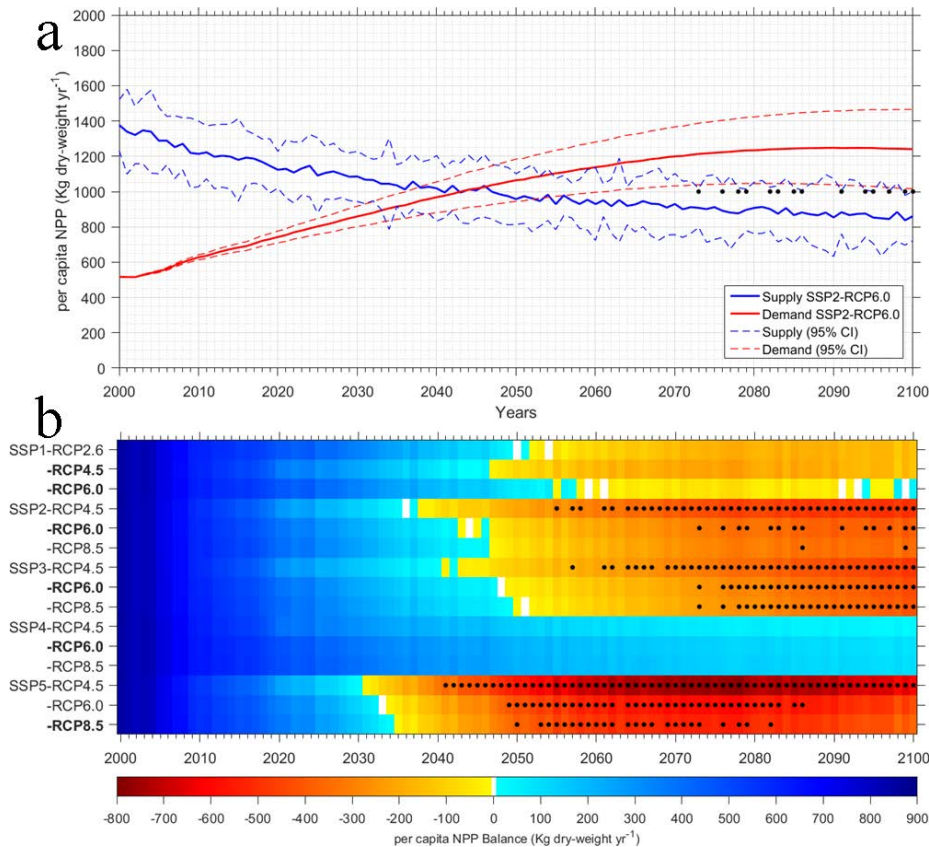 a
2000
1800
1600
1400
1200
1000
800
600
400
200
0
per capita NPP (Kg dry-weight yr-1)
Supply SSP2-RCP6.0
Demand SSP2-RCP6.0
Supply (95% CI)
Demand (95% CI)
2000 2010 2020 2030 2040 2050 2060 2070 2080 2090 2100
Years
b
SSP1-RCP2.6
-RCP4.5
-RCP6.0
SSP2-RCP4.5
-RCP6.0
-RCP8.5
SSP3-RCP4.5
-RCP6.0
-RCP8.5
SSP4-RCP4.5
-RCP6.0
-RCP8.5
SSP5-RCP4.5
-RCP6.0
-RCP8.5
2000 2010 2020 2030 2040 2050 2060 2070 2080 2090 2100
-800 -700 -600 -500 -400 -300 -200 -100 0 100 200 300 400 500 600 700 800 900
per capita NPP Balance (Kg dry-weight yr-1)